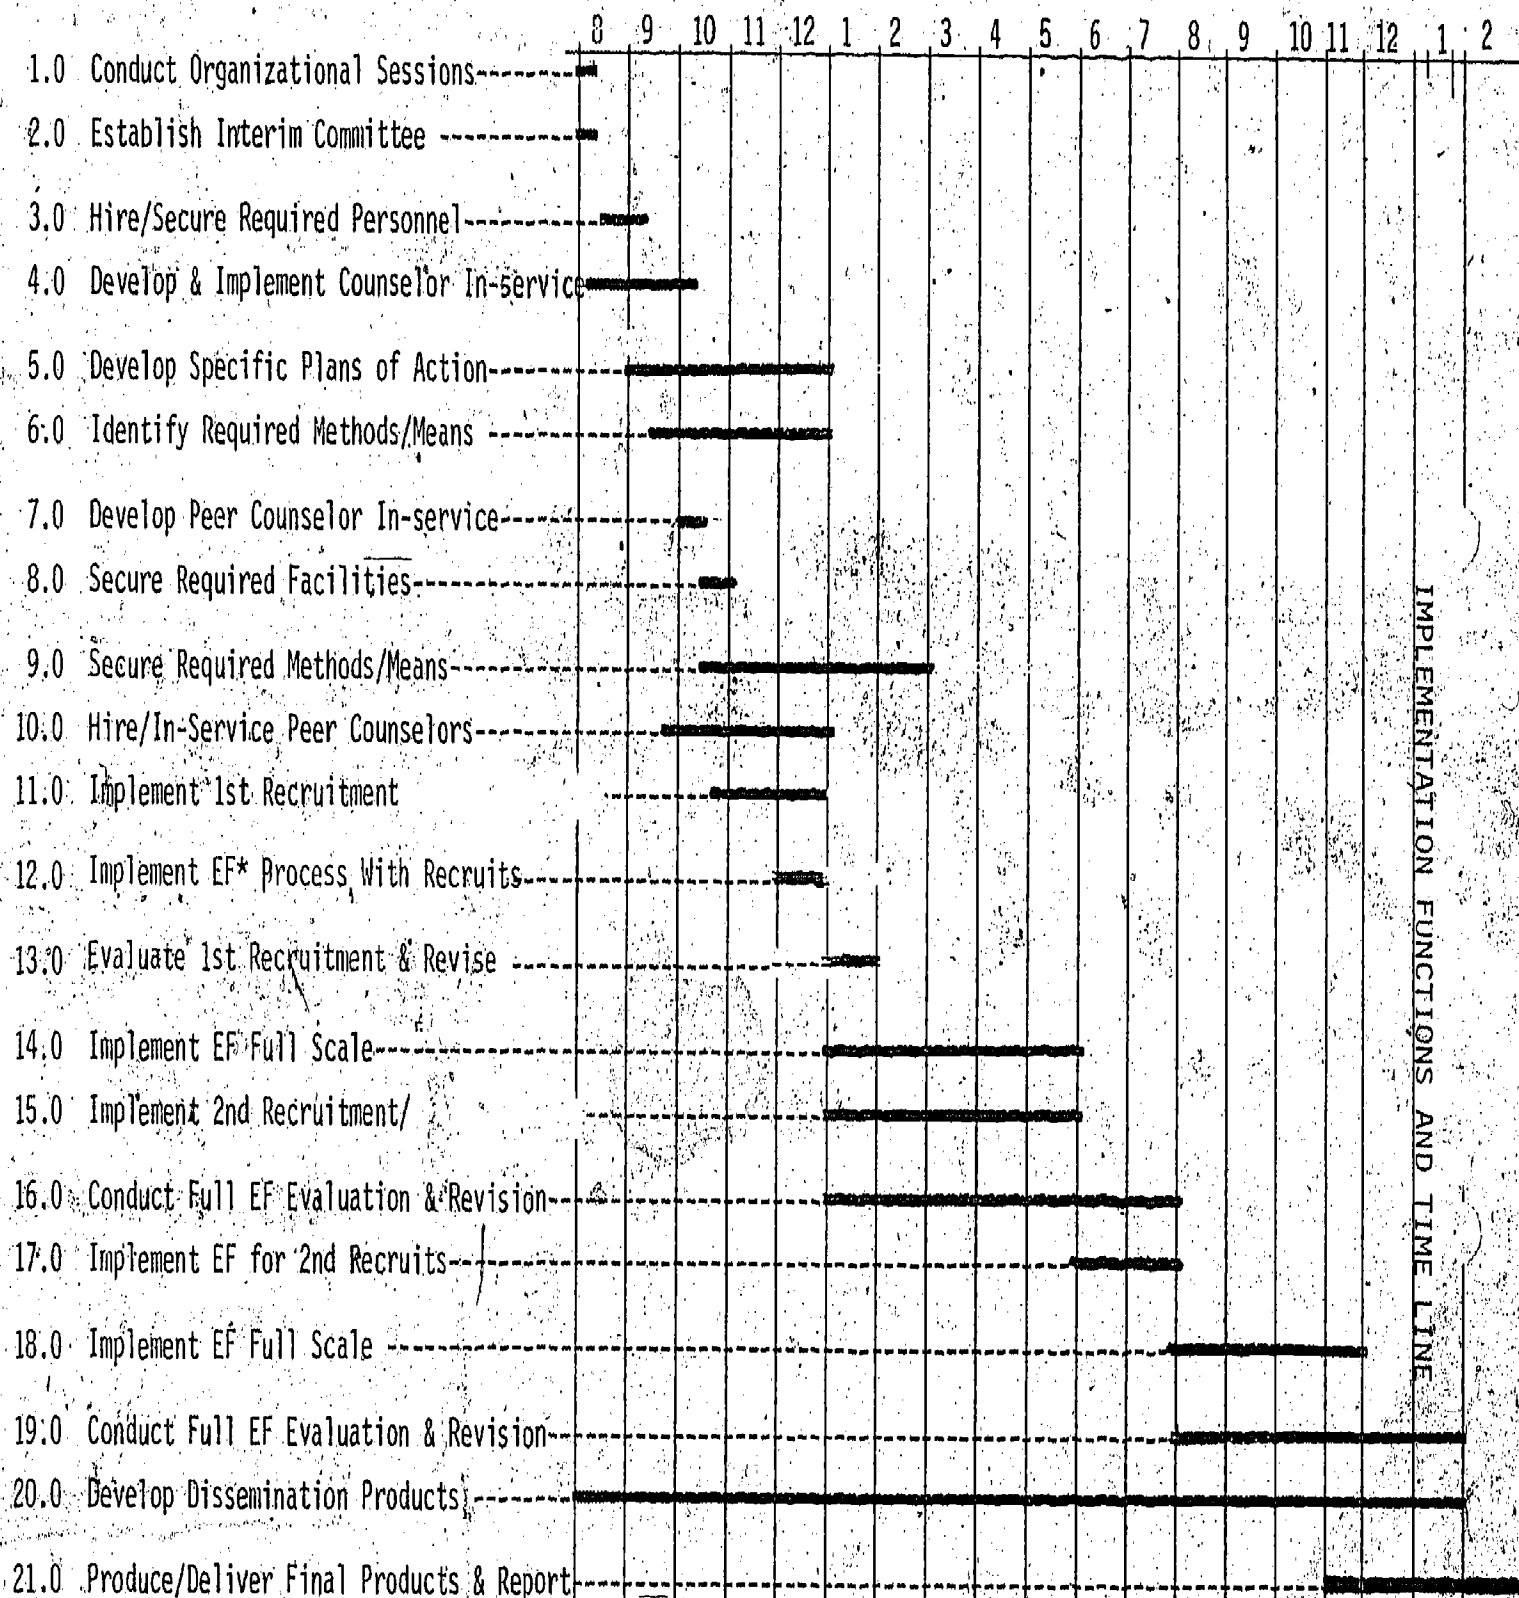 8 9 10 11 12 1 2 3 4 5 6 7 8 9 10 11 12 1 2
1.0 Conduct Organizational Sessions
2.0 Establish Interim Committee
3.0 Hire/Secure Required Personnel
4.0 Develop & Implement Counselor In-service
5.0 Develop Specific Plans of Action
6.0 Identify Required Methods/Means
7.0 Develop Peer Counselor In-service
8.0 Secure Required Facilities
9.0 Secure Required Methods/Means
10.0 Hire/In-Service Peer Counselors
11.0 Implement 1st Recruitment
12.0 Implement EF* Process With Recruits
13.0 Evaluate 1st Recruitment & Revise
14.0 Implement EF Full Scale
15.0 Implement 2nd Recruitment/
16.0 Conduct Full EF Evaluation & Revision
17.0 Implement EF for 2nd Recruits
18.0 Implement EF Full Scale
19.0 Conduct Full EF Evaluation & Revision
20.0 Develop Dissemination Products
21.0 Produce/Deliver Final Products & Report
IMPLEMENTATION FUNCTIONS AND TIME LINE